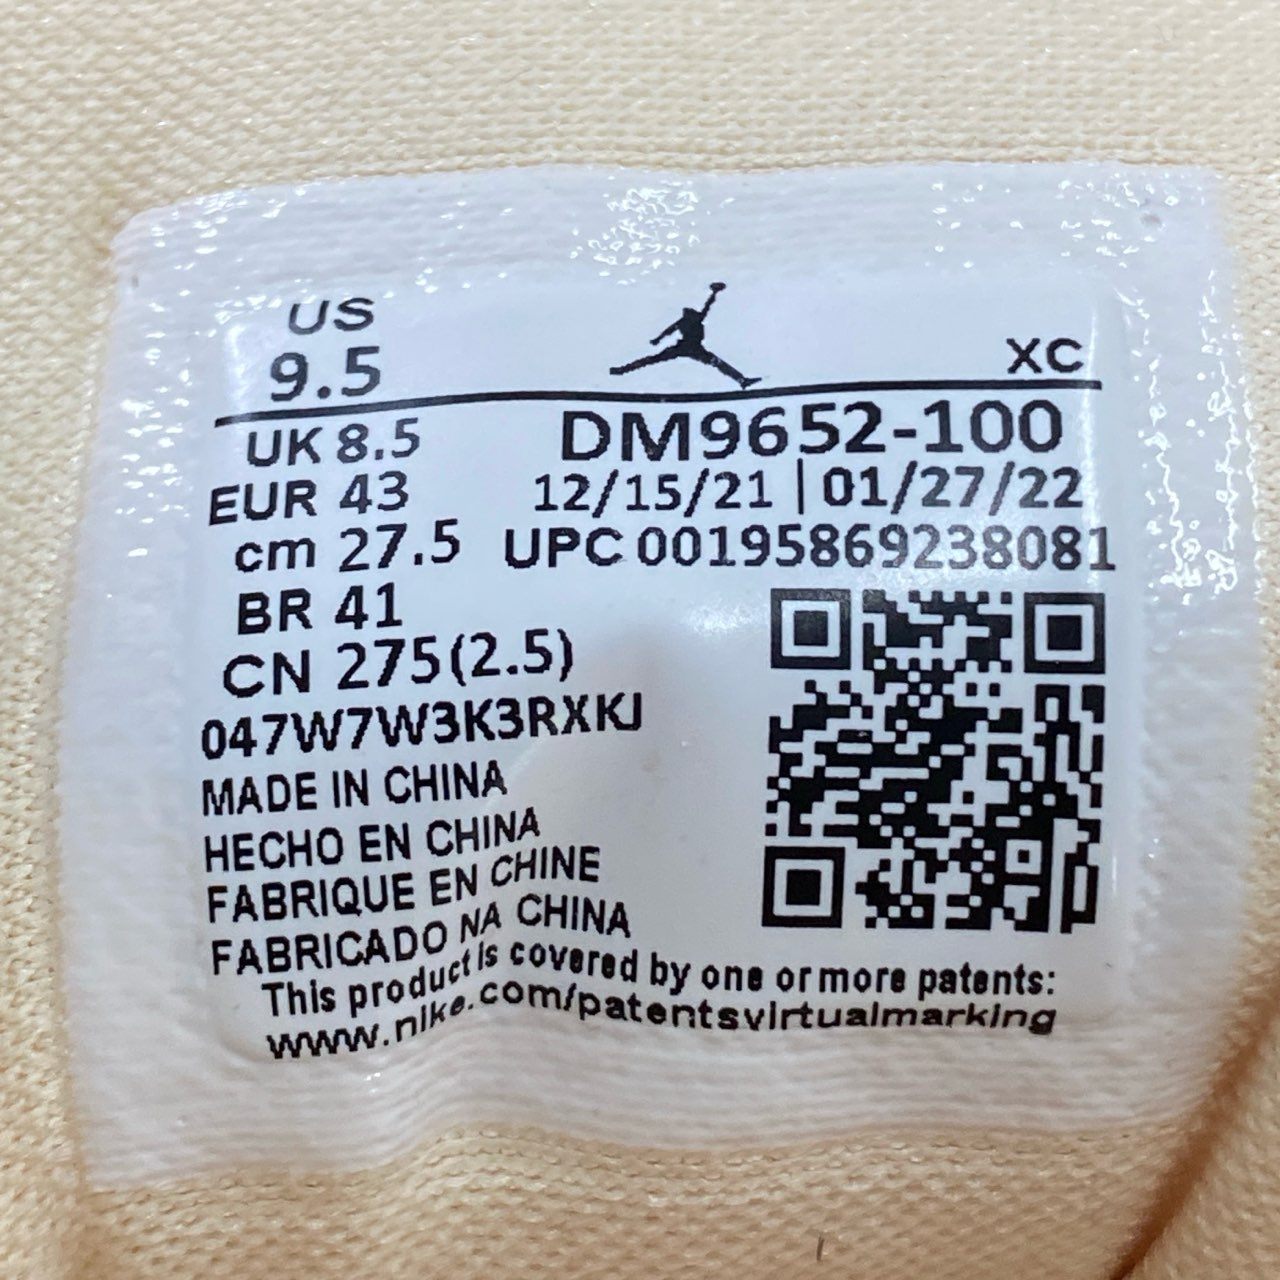 US
9.5
XC
UK 8.5
DM9652-100
EUR 43
12/15/21 | 01/27/22
cm 27.5
UPC 00195869238081
BR 41
CN 275(2.5)
047W7W3K3RXKJ
MADE IN CHINA
HECHO EN CHINA
FABRIQUE EN CHINE
FABRICADO NA CHINA
This product is covered by one or more patents:
www.nike.com/patentsvirtualmarking